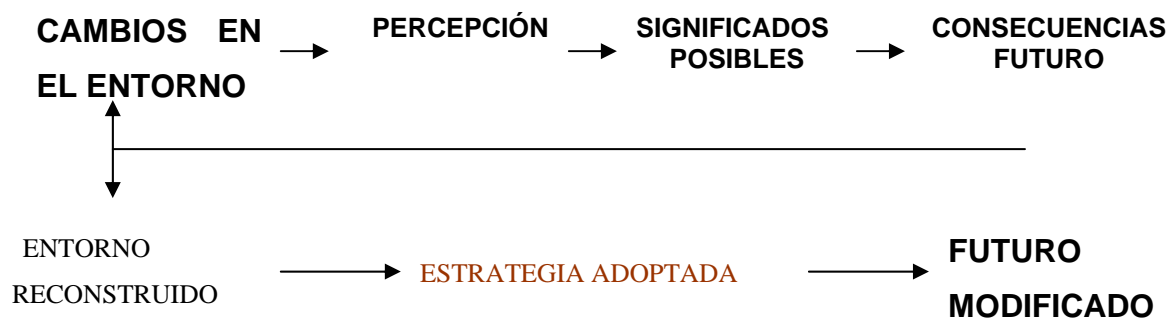 CAMBIOS EN
EL ENTORNO
PERCEPCIÓN
SIGNIFICADOS
POSIBLES
CONSECUENCIAS
FUTURO
ENTORNO
RECONSTRUIDO
ESTRATEGIA ADOPTADA
FUTURO
MODIFICADO